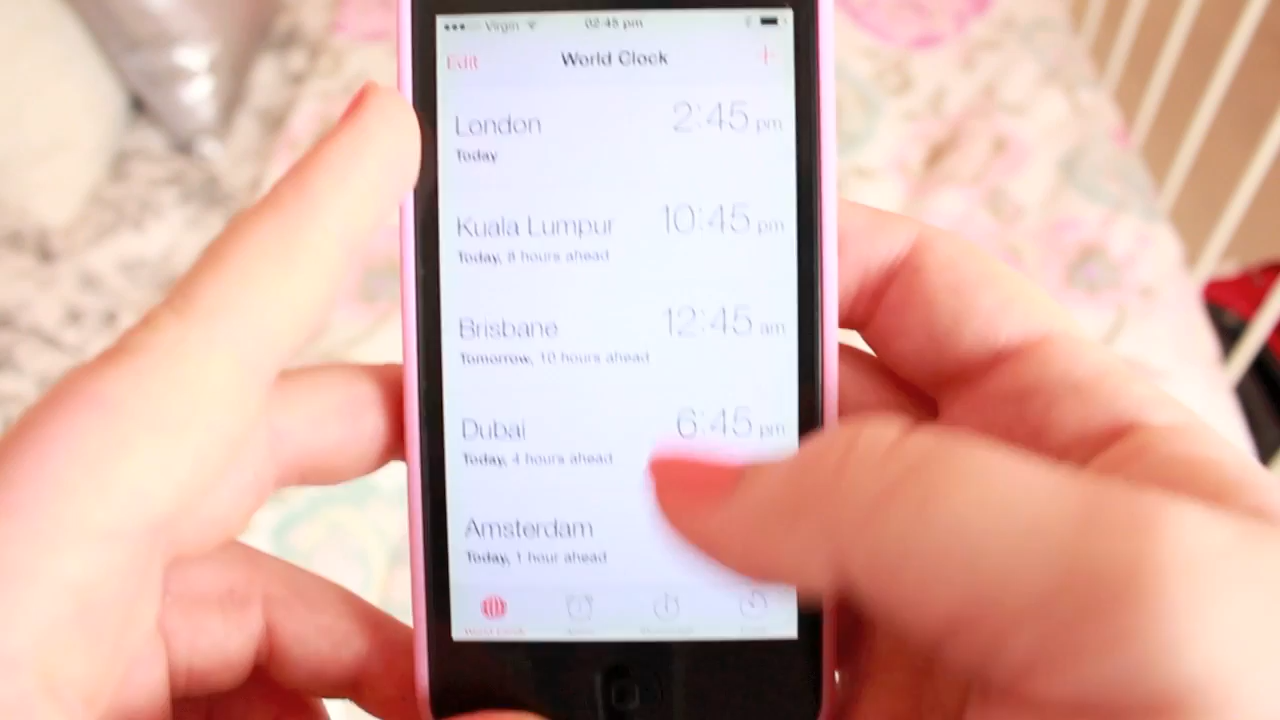 Virgin 02:45 pm
Edit World Clock +
London 2:45 pm
Today
Kuala Lumpur 10:45 pm
Today, 8 hours ahead
Brisbane 12:45 am
Tomorrow, 10 hours ahead
Dubai 6:45 pm
Today, 4 hours ahead
Amsterdam
Today, 1 hour ahead
World Clock